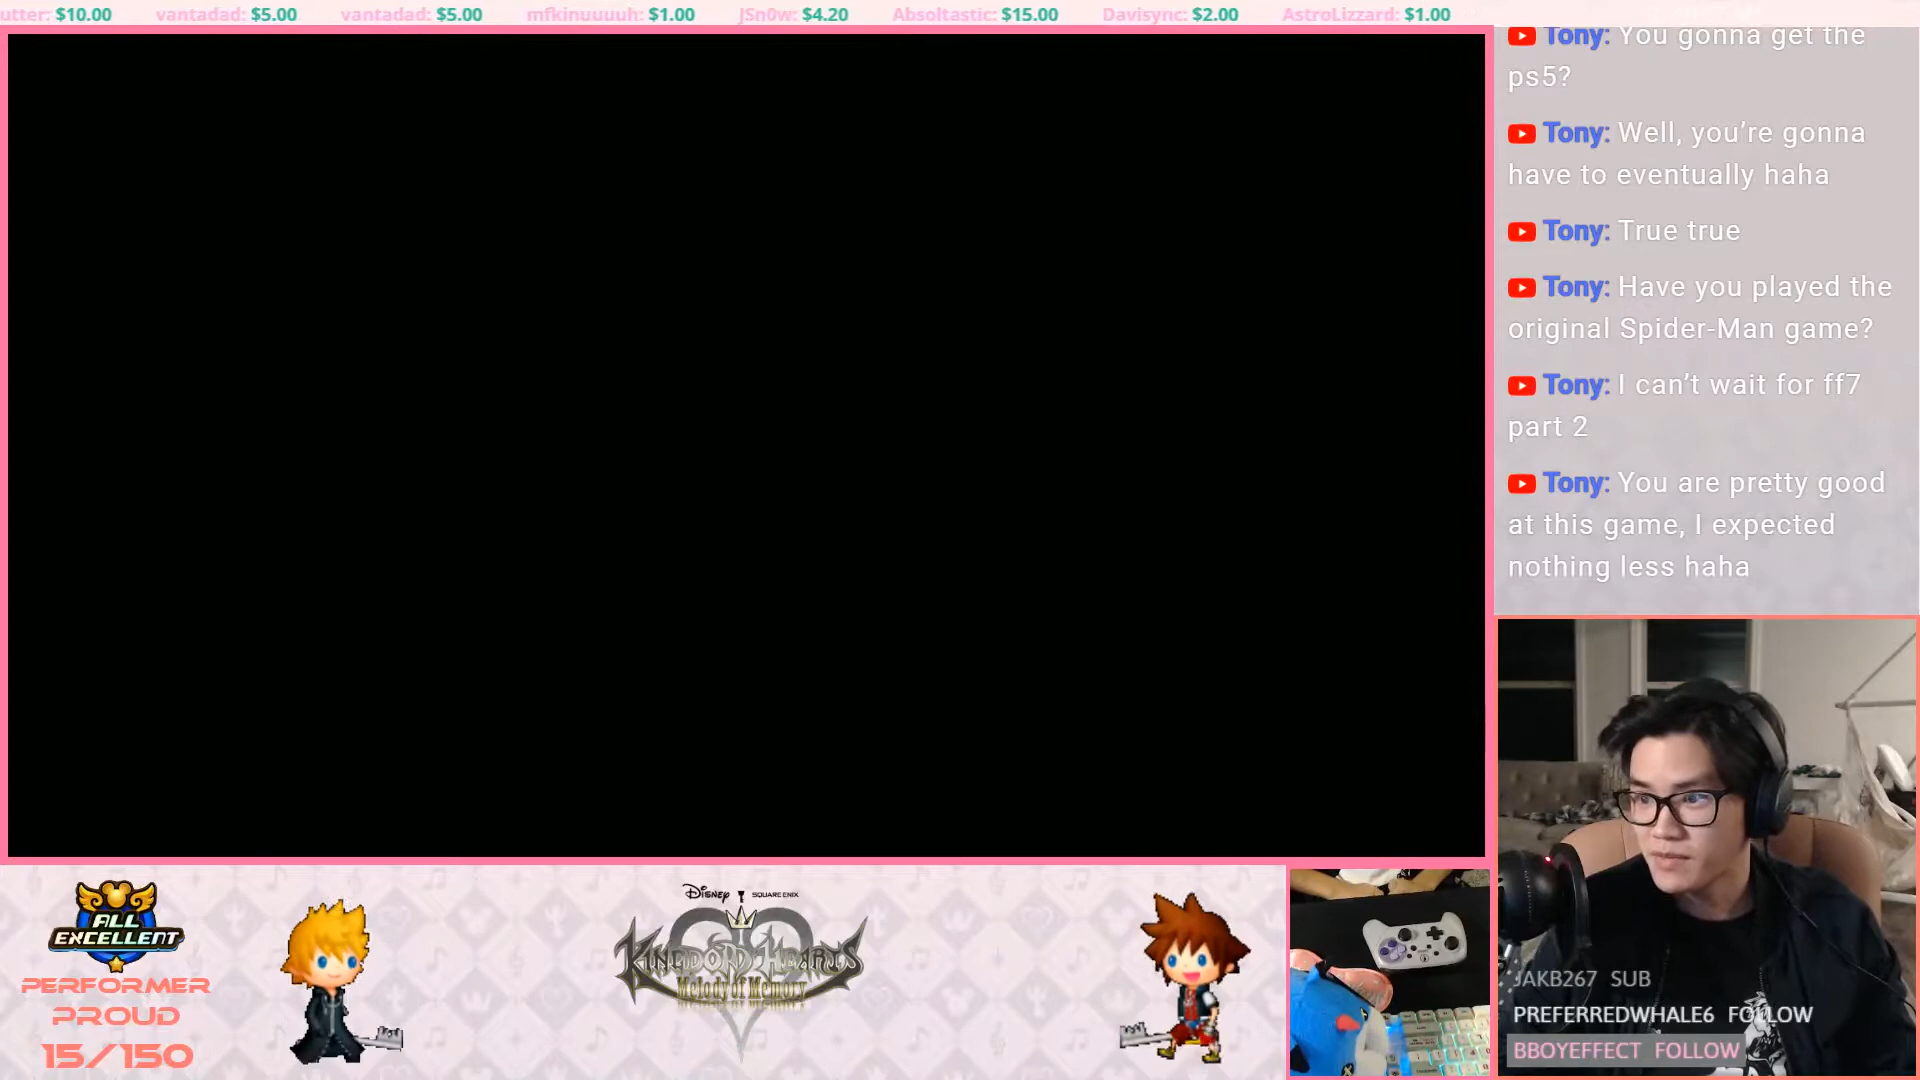 utter: $10.00 vantadad: $5.00 vantadad: $5.00 mfkinuuuuh: $1.00 JSn0w: $4.20 Absoltastic: $15.00 Davisync: $2.00 AstroLizzard: $1.00
Tony: You gonna get the
ps5?
Tony: Well, you’re gonna
have to eventually haha
Tony: True true
Tony: Have you played the
original Spider-Man game?
Tony: I can’t wait for ff7
part 2
Tony: You are pretty good
at this game, I expected
nothing less haha
ALL
EXCELLENT
PERFORMER
PROUD
15/150
Disney SQUARE ENIX
KINGDOM HEARTS
Melody of Memory
JAKB267 SUB
PREFERREDWHALE6 FOLLOW
BBOYEFFECT FOLLOW